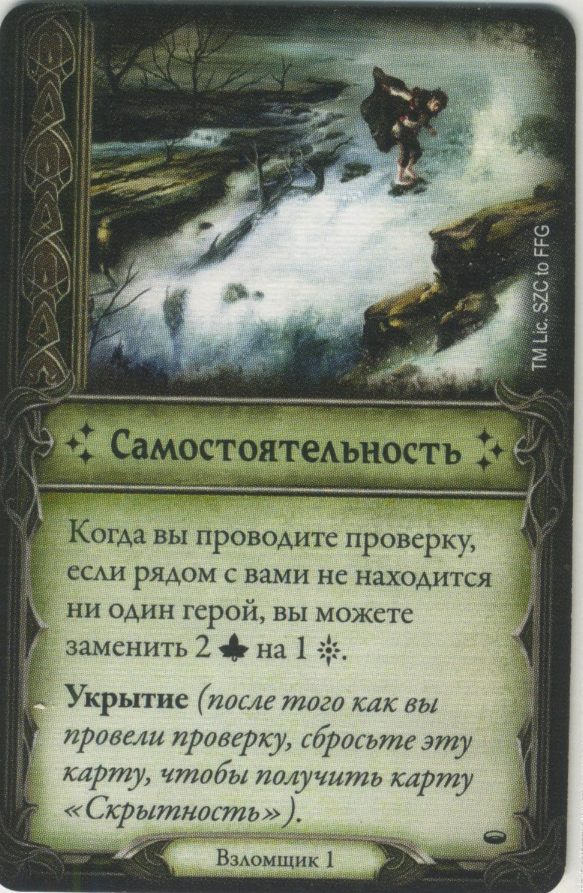 TM Lic. SZC to FFG
Самостоятельность
Когда вы проводите проверку,
если рядом с вами не находится
ни один герой, вы можете
заменить 2 на 1 .
Укрытие (после того как вы
провели проверку, сбросьте эту
карту, чтобы получить карту
«Скрытность»).
Взломщик 1